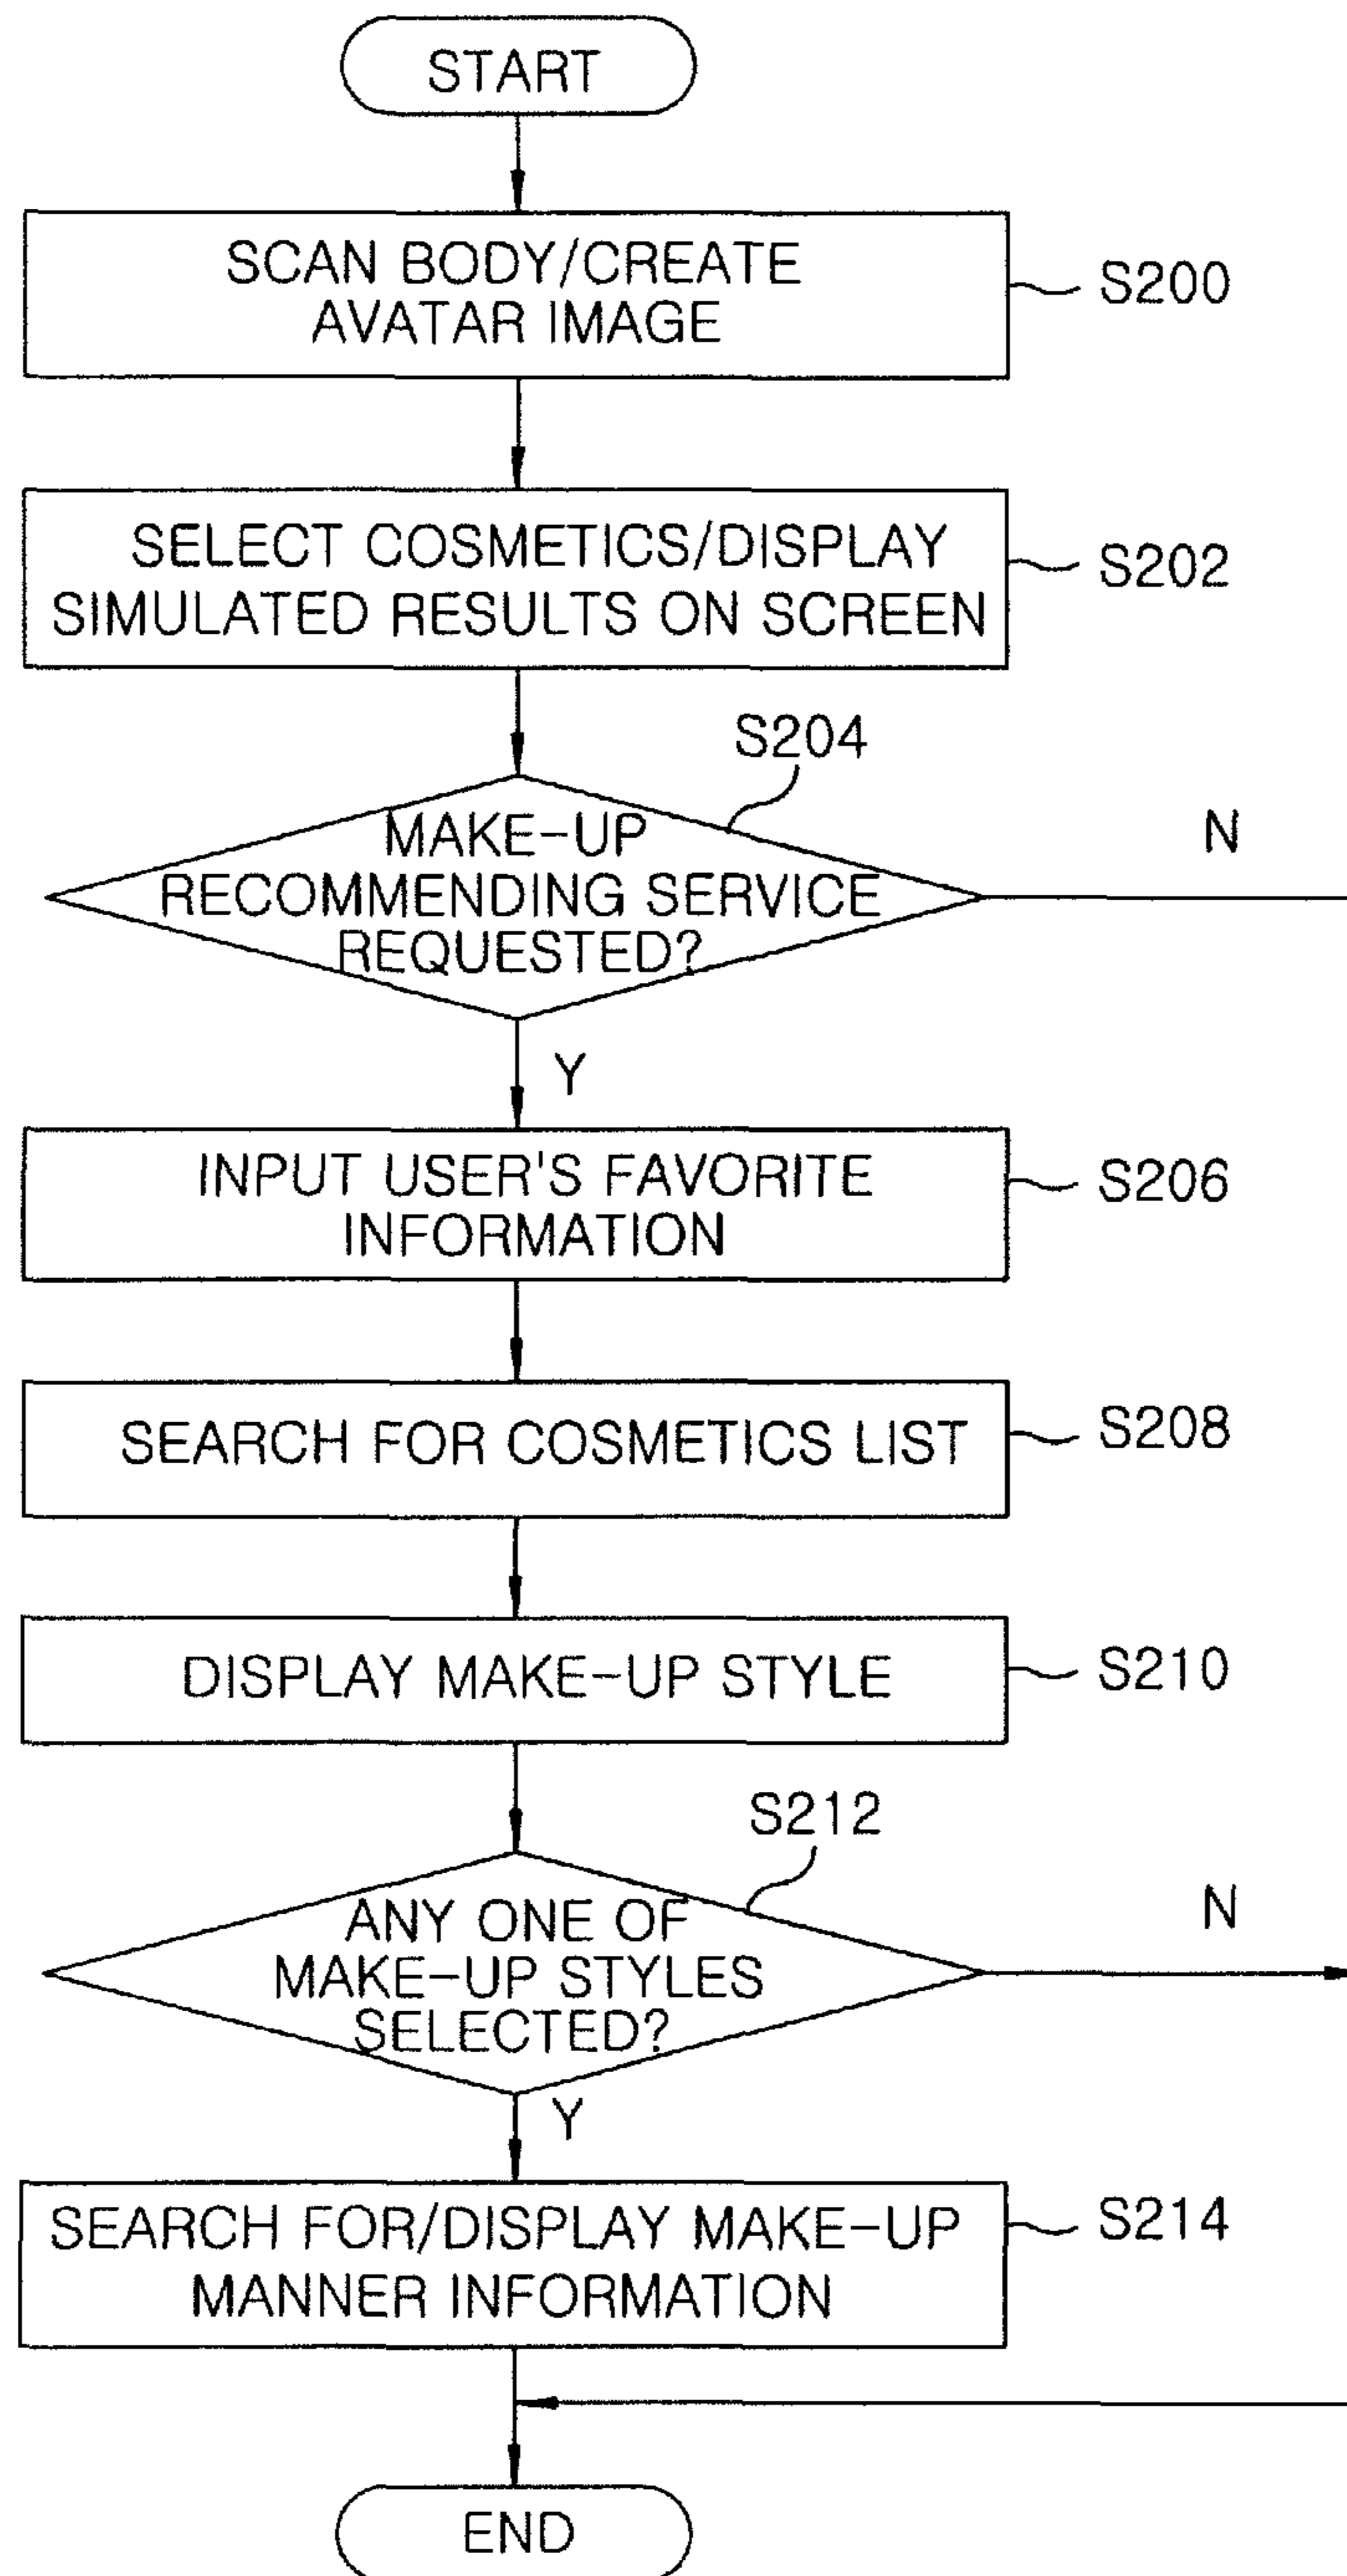 START
SCAN BODY/CREATE
AVATAR IMAGE
S200
SELECT COSMETICS/DISPLAY
SIMULATED RESULTS ON SCREEN
S202
S204
MAKE-UP
RECOMMENDING SERVICE
REQUESTED?
N
Y
INPUT USER'S FAVORITE
INFORMATION
S206
SEARCH FOR COSMETICS LIST
S208
DISPLAY MAKE-UP STYLE
S210
S212
ANY ONE OF
MAKE-UP STYLES
SELECTED?
N
Y
SEARCH FOR/DISPLAY MAKE-UP
MANNER INFORMATION
S214
END